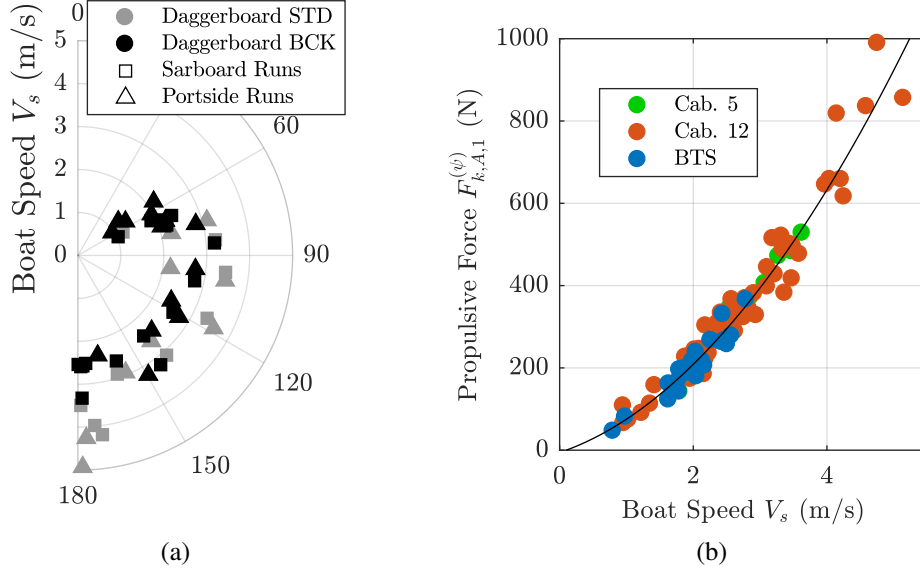 Daggerboard STD
Daggerboard BCK
Sarboard Runs
Portside Runs
Boat Speed V_s (m/s)
0
5
4
3
2
1
0
60
90
120
150
180
(a)
Cab. 5
Cab. 12
BTS
Propulsive Force F_{k,A,1}^{(ψ)} (N)
1000
800
600
400
200
0
0
2
4
Boat Speed V_s (m/s)
(b)